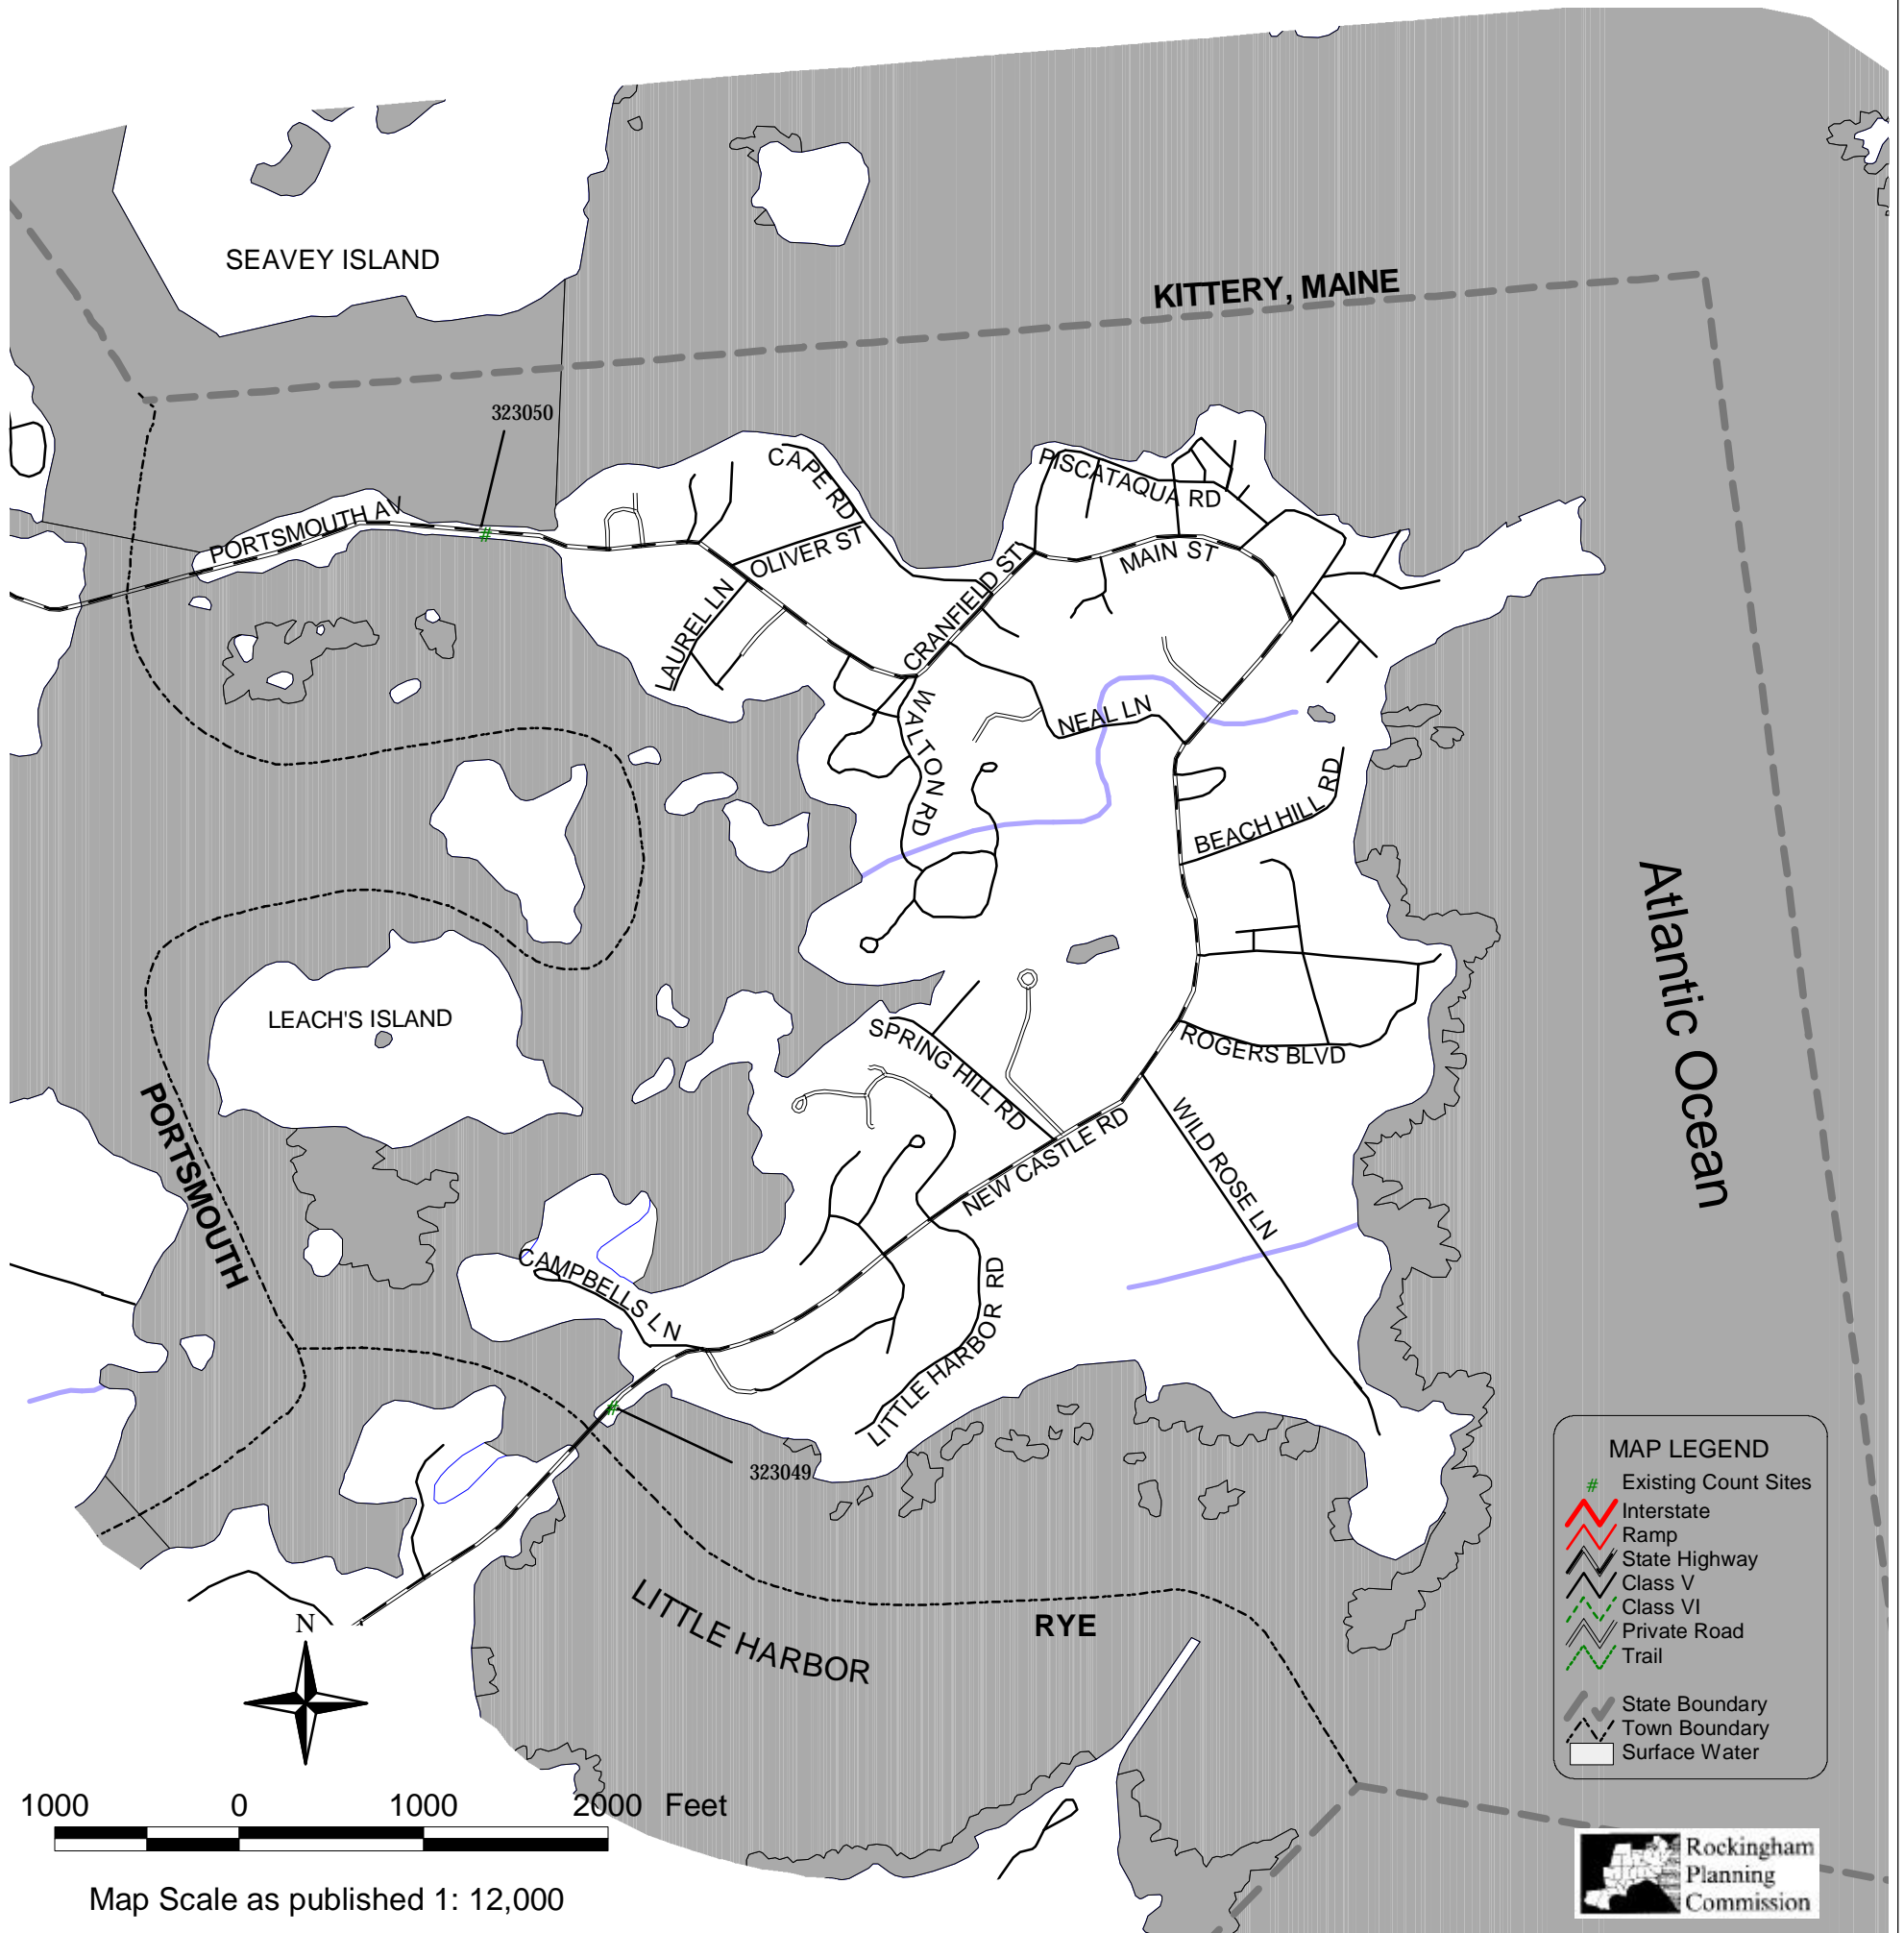 SEAVEY ISLAND
KITTERY, MAINE
323050
PORTSMOUTH AV
CAPE RD
OLIVER ST
LAUREL LN
CRANFIELD ST
PISCATAQUA RD
MAIN ST
WALTON RD
NEAL LN
BEACH HILL RD
Atlantic Ocean
LEACH'S ISLAND
PORTSMOUTH
SPRING HILL RD
ROGERS BLVD
NEW CASTLE RD
WILD ROSE LN
CAMPBELLS LN
LITTLE HARBOR RD
323049
LITTLE HARBOR
RYE
N
1000 0 1000 2000 Feet
Map Scale as published 1: 12,000
MAP LEGEND
# Existing Count Sites
Interstate
Ramp
State Highway
Class V
Class VI
Private Road
Trail
State Boundary
Town Boundary
Surface Water
Rockingham
Planning
Commission